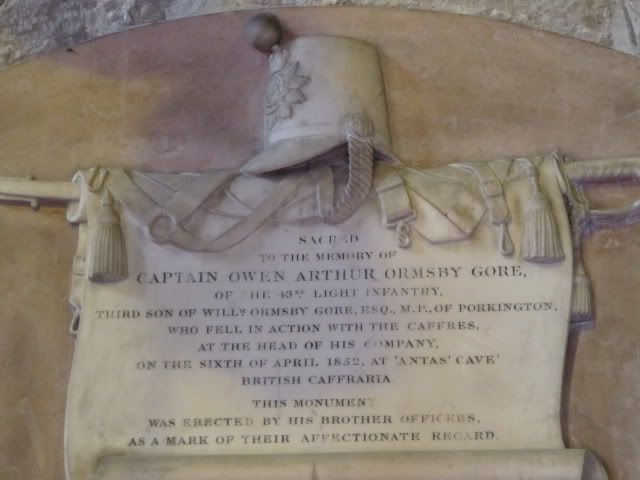 SACRED
TO THE MEMORY OF
CAPTAIN OWEN ARTHUR ORMSBY GORE,
OF THE 43RD LIGHT INFANTRY,
THIRD SON OF WILLM ORMSBY GORE, ESQ., M.P., OF PORKINGTON,
WHO FELL IN ACTION WITH THE CAFFRES,
AT THE HEAD OF HIS COMPANY,
ON THE SIXTH OF APRIL 1852, AT 'ANTAS' CAVE'
BRITISH CAFFRARIA
THIS MONUMENT
WAS ERECTED BY HIS BROTHER OFFICERS,
AS A MARK OF THEIR AFFECTIONATE REGARD.